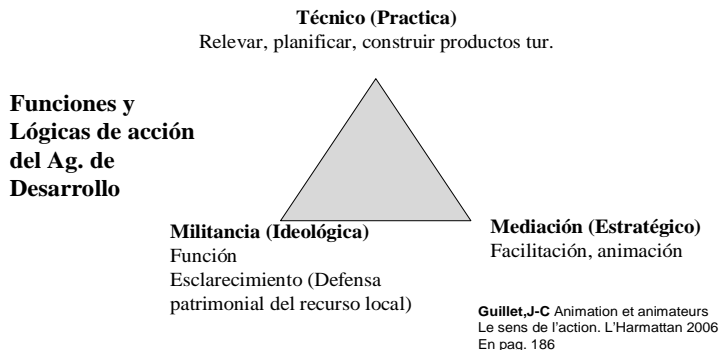 Técnico (Practica)
Relevar, planificar, construir productos tur.
Funciones y
Lógicas de acción
del Ag. de
Desarrollo
Militancia (Ideológica)
Función
Esclarecimiento (Defensa
patrimonial del recurso local)
Mediación (Estratégico)
Facilitación, animación
Guillet,J-C Animation et animateurs
Le sens de l'action. L'Harmattan 2006
En pag. 186